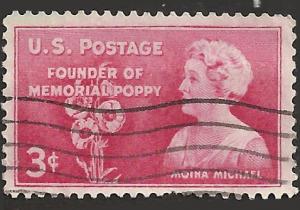 U.S. POSTAGE
FOUNDER OF
MEMORIAL POPPY
3¢
MOINA MICHAEL